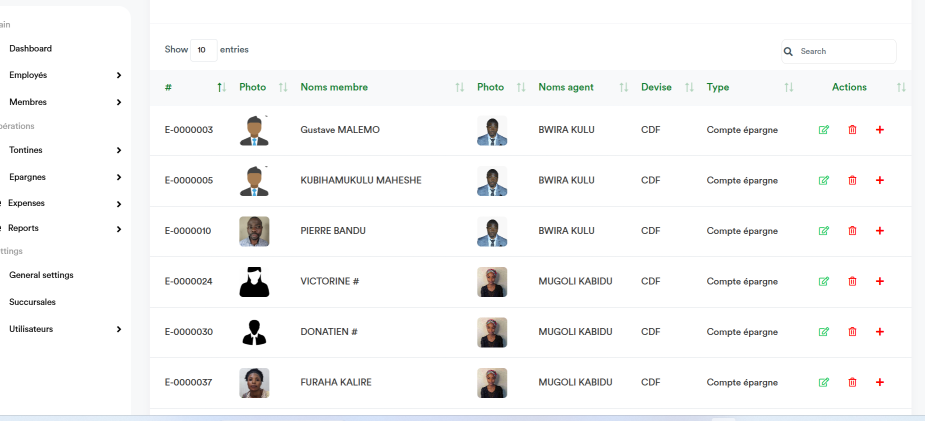 ain
Dashboard
Employés
Membres
pérations
Tontines
Epargnes
Expenses
Reports
ttings
General settings
Succursales
Utilisateurs
Show 10 entries
Search
# Photo Noms membre Photo Noms agent Devise Type Actions
E-0000003 Gustave MALEMO BWIRA KULU CDF Compte épargne
E-0000005 KUBIHAMUKULU MAHESHE BWIRA KULU CDF Compte épargne
E-0000010 PIERRE BANDU BWIRA KULU CDF Compte épargne
E-0000024 VICTORINE # MUGOLI KABIDU CDF Compte épargne
E-0000030 DONATIEN # MUGOLI KABIDU CDF Compte épargne
E-0000037 FURAHA KALIRE MUGOLI KABIDU CDF Compte épargne